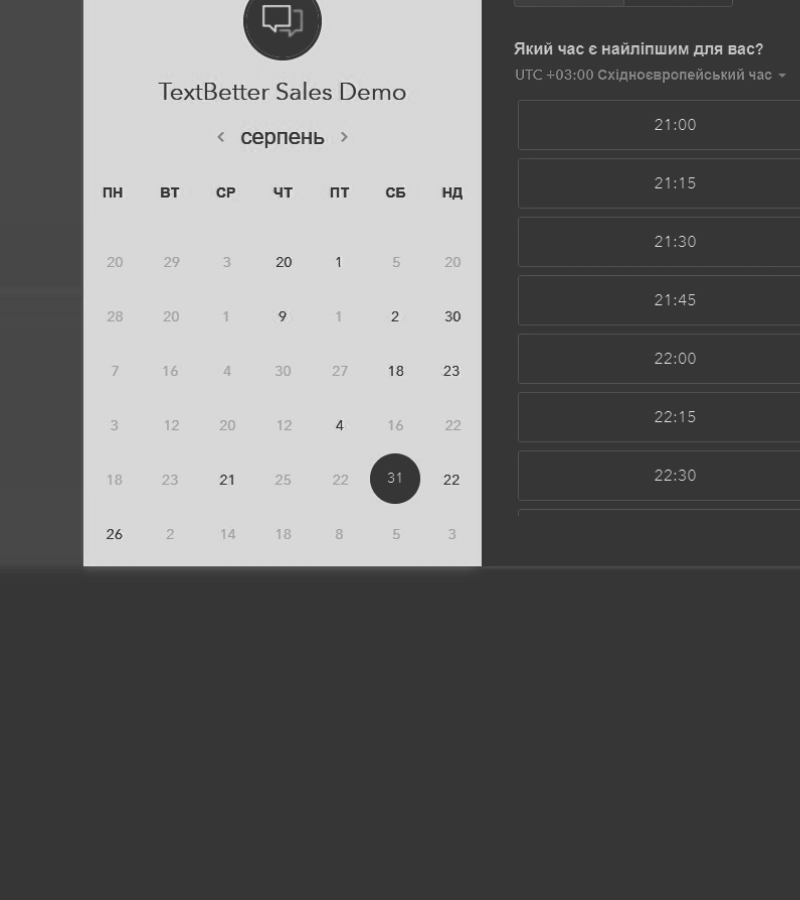 TextBetter Sales Demo
серпень
ПН ВТ СР ЧТ ПТ СБ НД
20 29 3 20 1 5 20
28 20 1 9 1 2 30
7 16 4 30 27 18 23
3 12 20 12 4 16 22
18 23 21 25 22 31 22
26 2 14 18 8 5 3
Який час є найліпшим для вас?
UTC +03:00 Східноєвропейський час
21:00
21:15
21:30
21:45
22:00
22:15
22:30